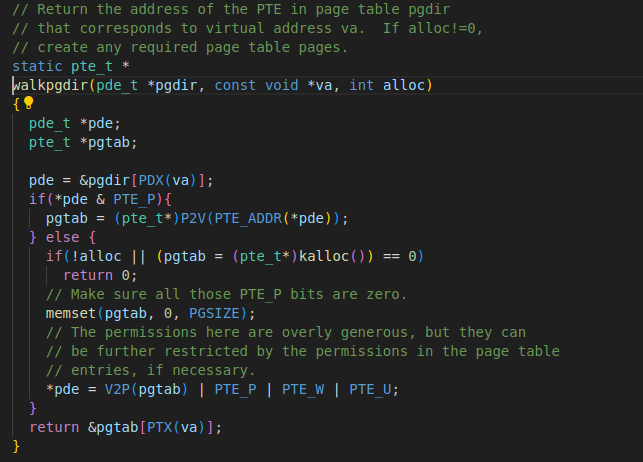 // Return the address of the PTE in page table pgdir
// that corresponds to virtual address va.  If alloc!=0,
// create any required page table pages.
static pte_t *
walkpgdir(pde_t *pgdir, const void *va, int alloc)
{
  pde_t *pde;
  pte_t *pgtab;

  pde = &pgdir[PDX(va)];
  if(*pde & PTE_P){
    pgtab = (pte_t*)P2V(PTE_ADDR(*pde));
  } else {
    if(!alloc || (pgtab = (pte_t*)kalloc()) == 0)
      return 0;
    // Make sure all those PTE_P bits are zero.
    memset(pgtab, 0, PGSIZE);
    // The permissions here are overly generous, but they can
    // be further restricted by the permissions in the page table
    // entries, if necessary.
    *pde = V2P(pgtab) | PTE_P | PTE_W | PTE_U;
  }
  return &pgtab[PTX(va)];
}